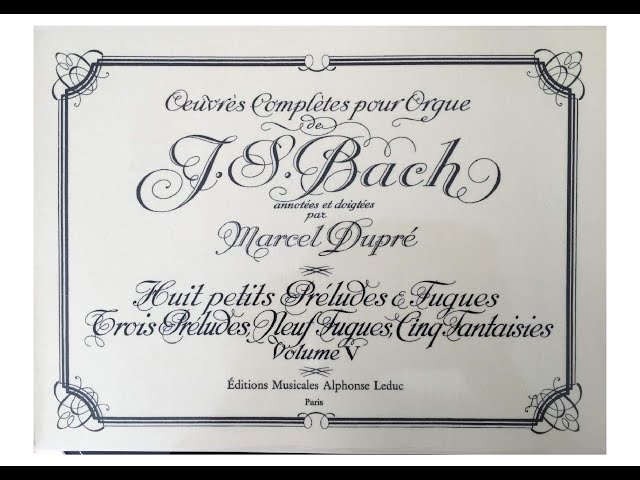 Oeuvres Complètes pour Orgue
de
J. S. Bach
annotées et doigtées
par
Marcel Dupré
Huit petits Préludes & Fugues
Trois Préludes, Neuf Fugues, Cinq Fantaisies
Volume V
Éditions Musicales Alphonse Leduc
Paris